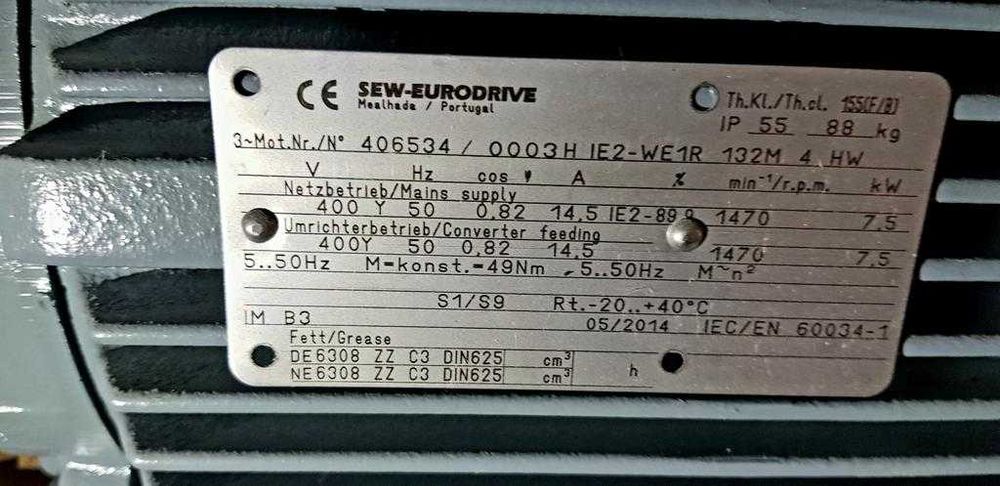 CE SEW-EURODRIVE
Mealhada / Portugal
Th.Kl./Th.cl. 155(F/B)
IP 55 88 kg
3~Mot.Nr./N° 406534 / 0003H IE2-WE1R 132M 4 HW
V Hz cos φ A % min⁻¹/r.p.m. kW
Netzbetrieb/Mains supply
400 Y 50 0,82 14,5 IE2-89 1470 7,5
Umrichterbetrieb/Converter feeding
400Y 50 0,82 14,5 1470 7,5
5..50Hz M-konst.-49Nm 5..50Hz M~n²
S1/S9 Rt.-20..+40°C
IM B3 05/2014 IEC/EN 60034-1
Fett/Grease
DE6308 ZZ C3 DIN625 cm³
NE6308 ZZ C3 DIN625 cm³ h